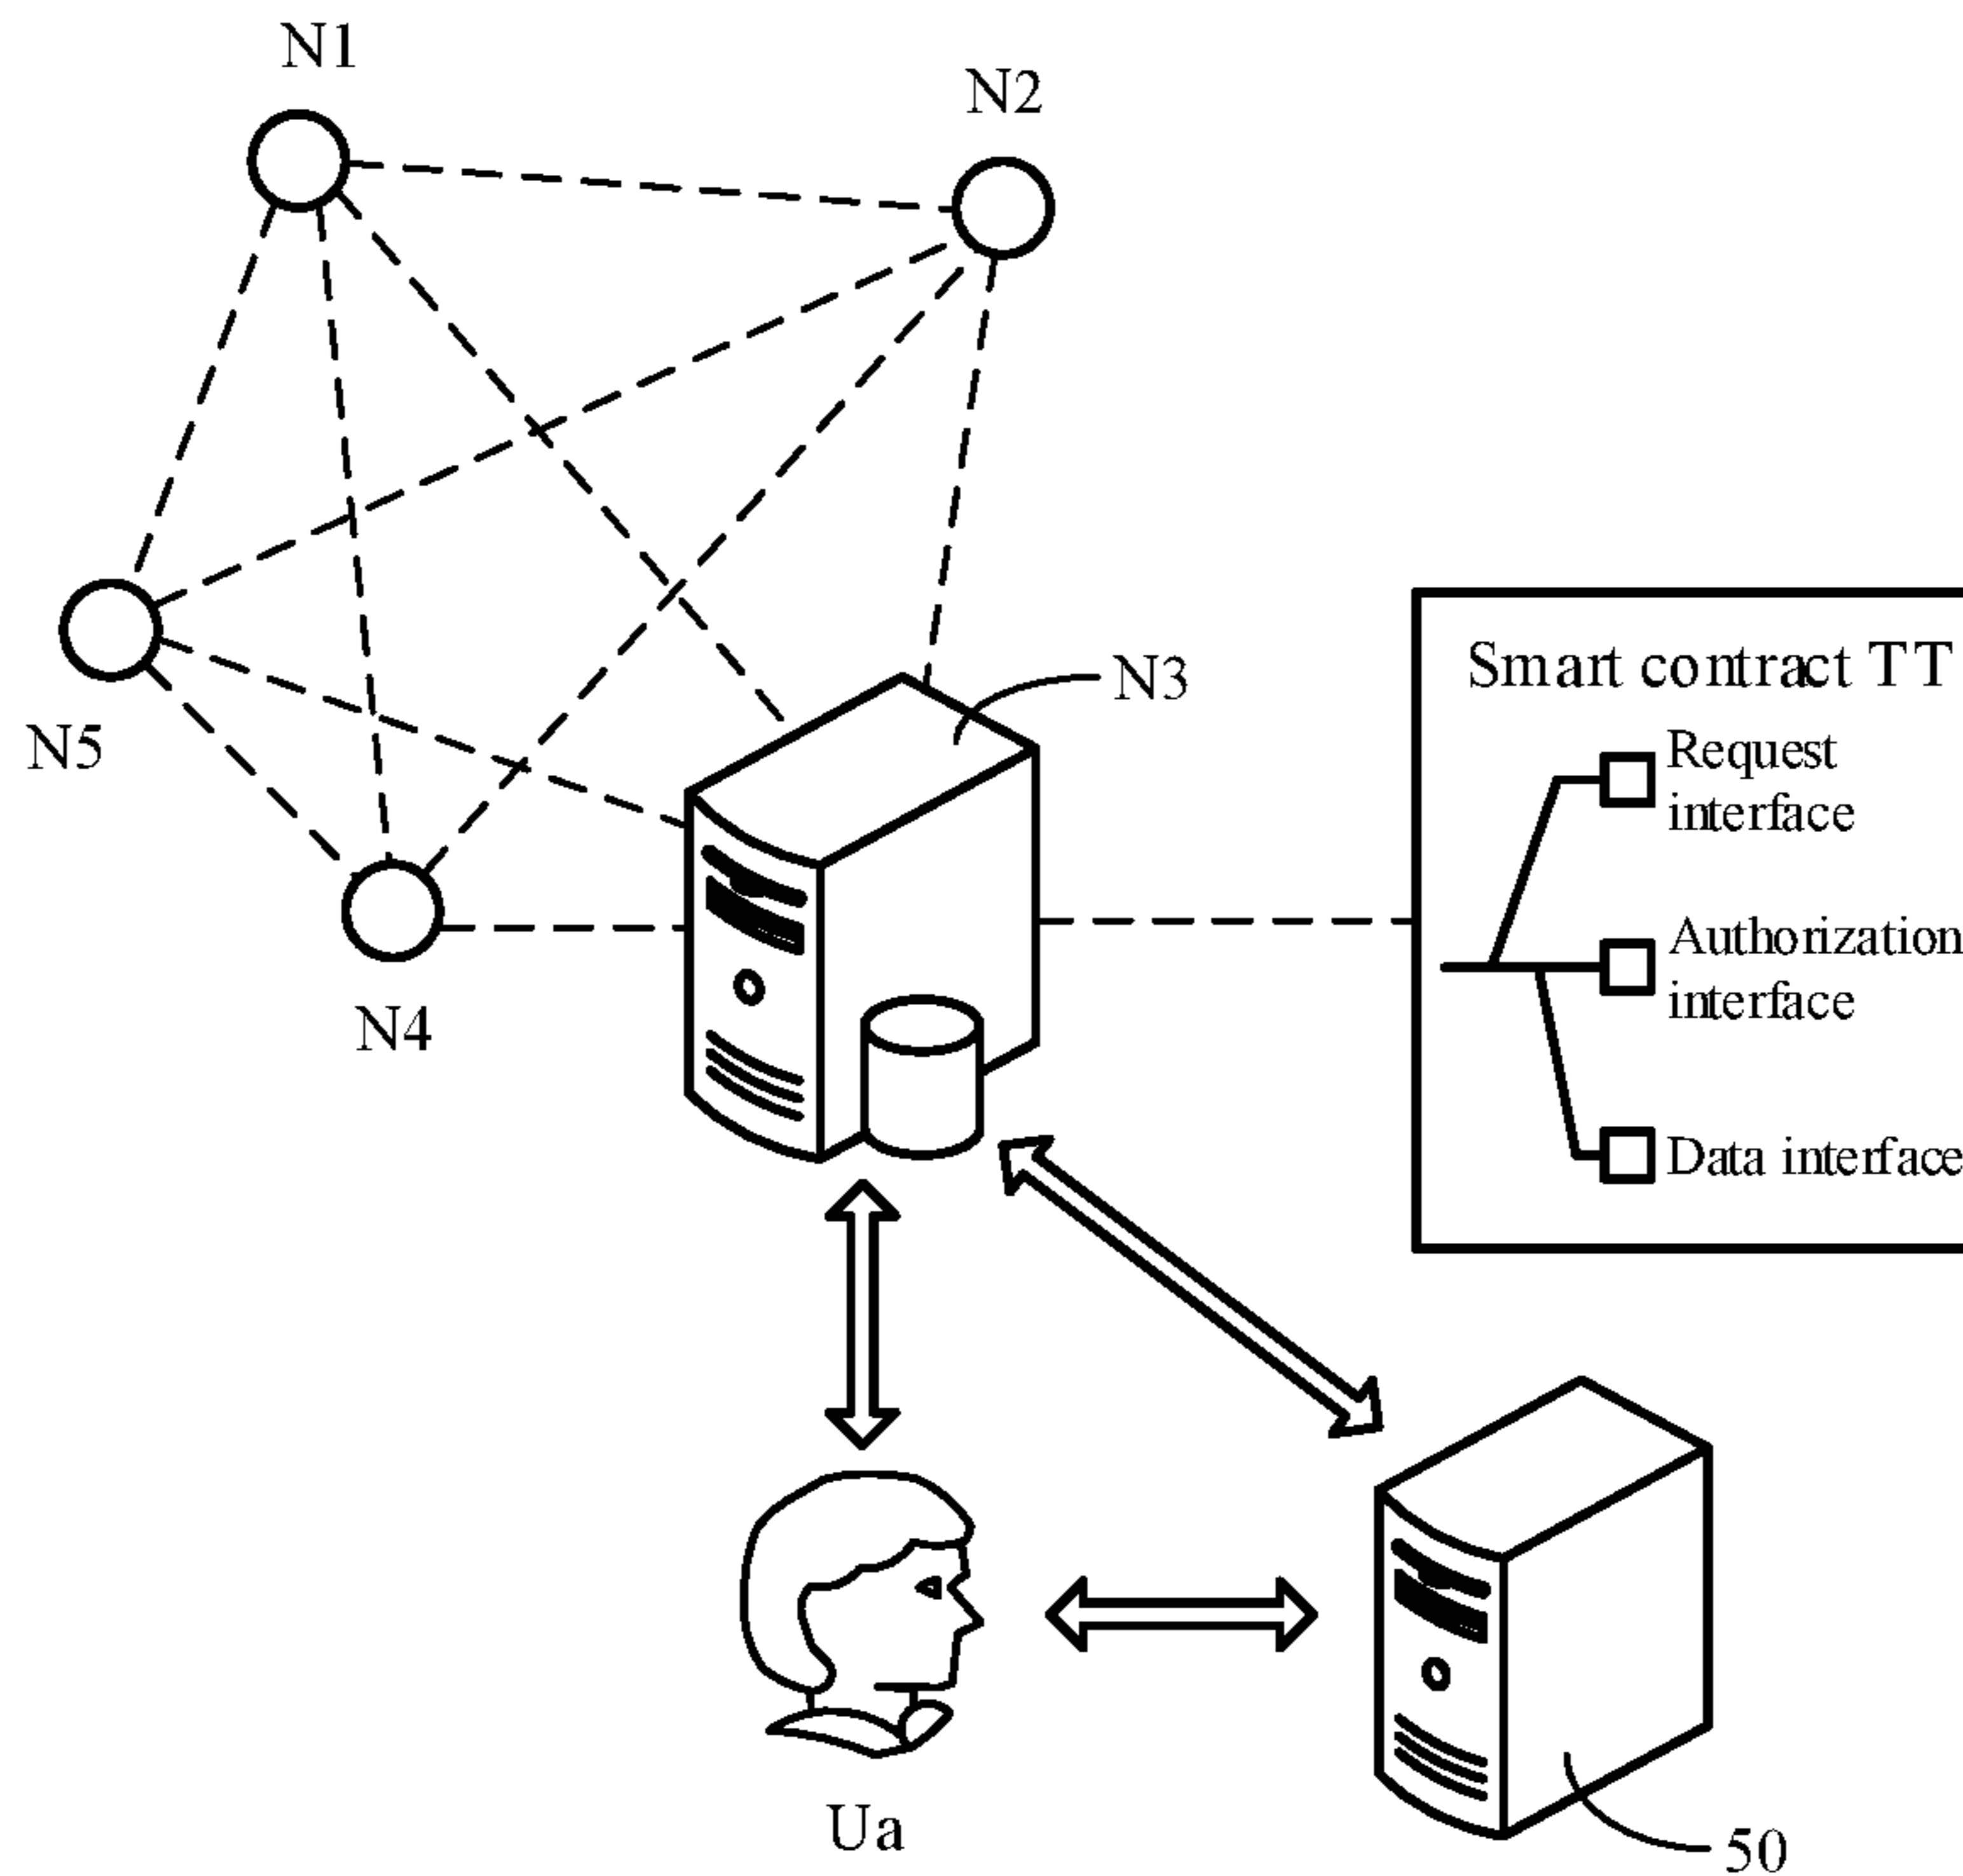 N1
N2
N3
Smart contract TT
Request
interface
N5
Authorization
interface
N4
Data interface
Ua
50